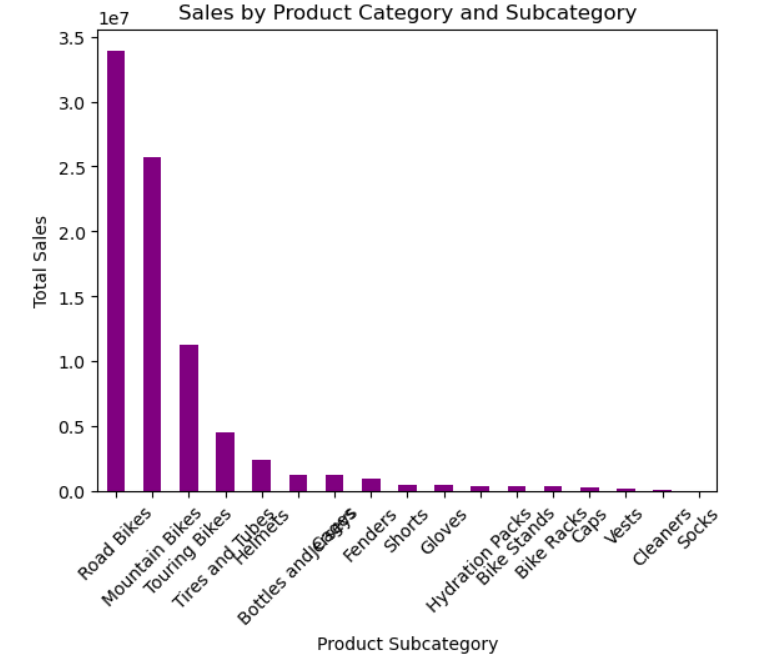 Sales by Product Category and Subcategory
1e7
3.5
3.0
2.5
2.0
1.5
1.0
0.5
0.0
Total Sales
Road Bikes
Mountain Bikes
Touring Bikes
Tires and Tubes
Helmets
Bottles and Cages
Jerseys
Fenders
Shorts
Gloves
Hydration Packs
Bike Stands
Bike Racks
Caps
Vests
Cleaners
Socks
Product Subcategory